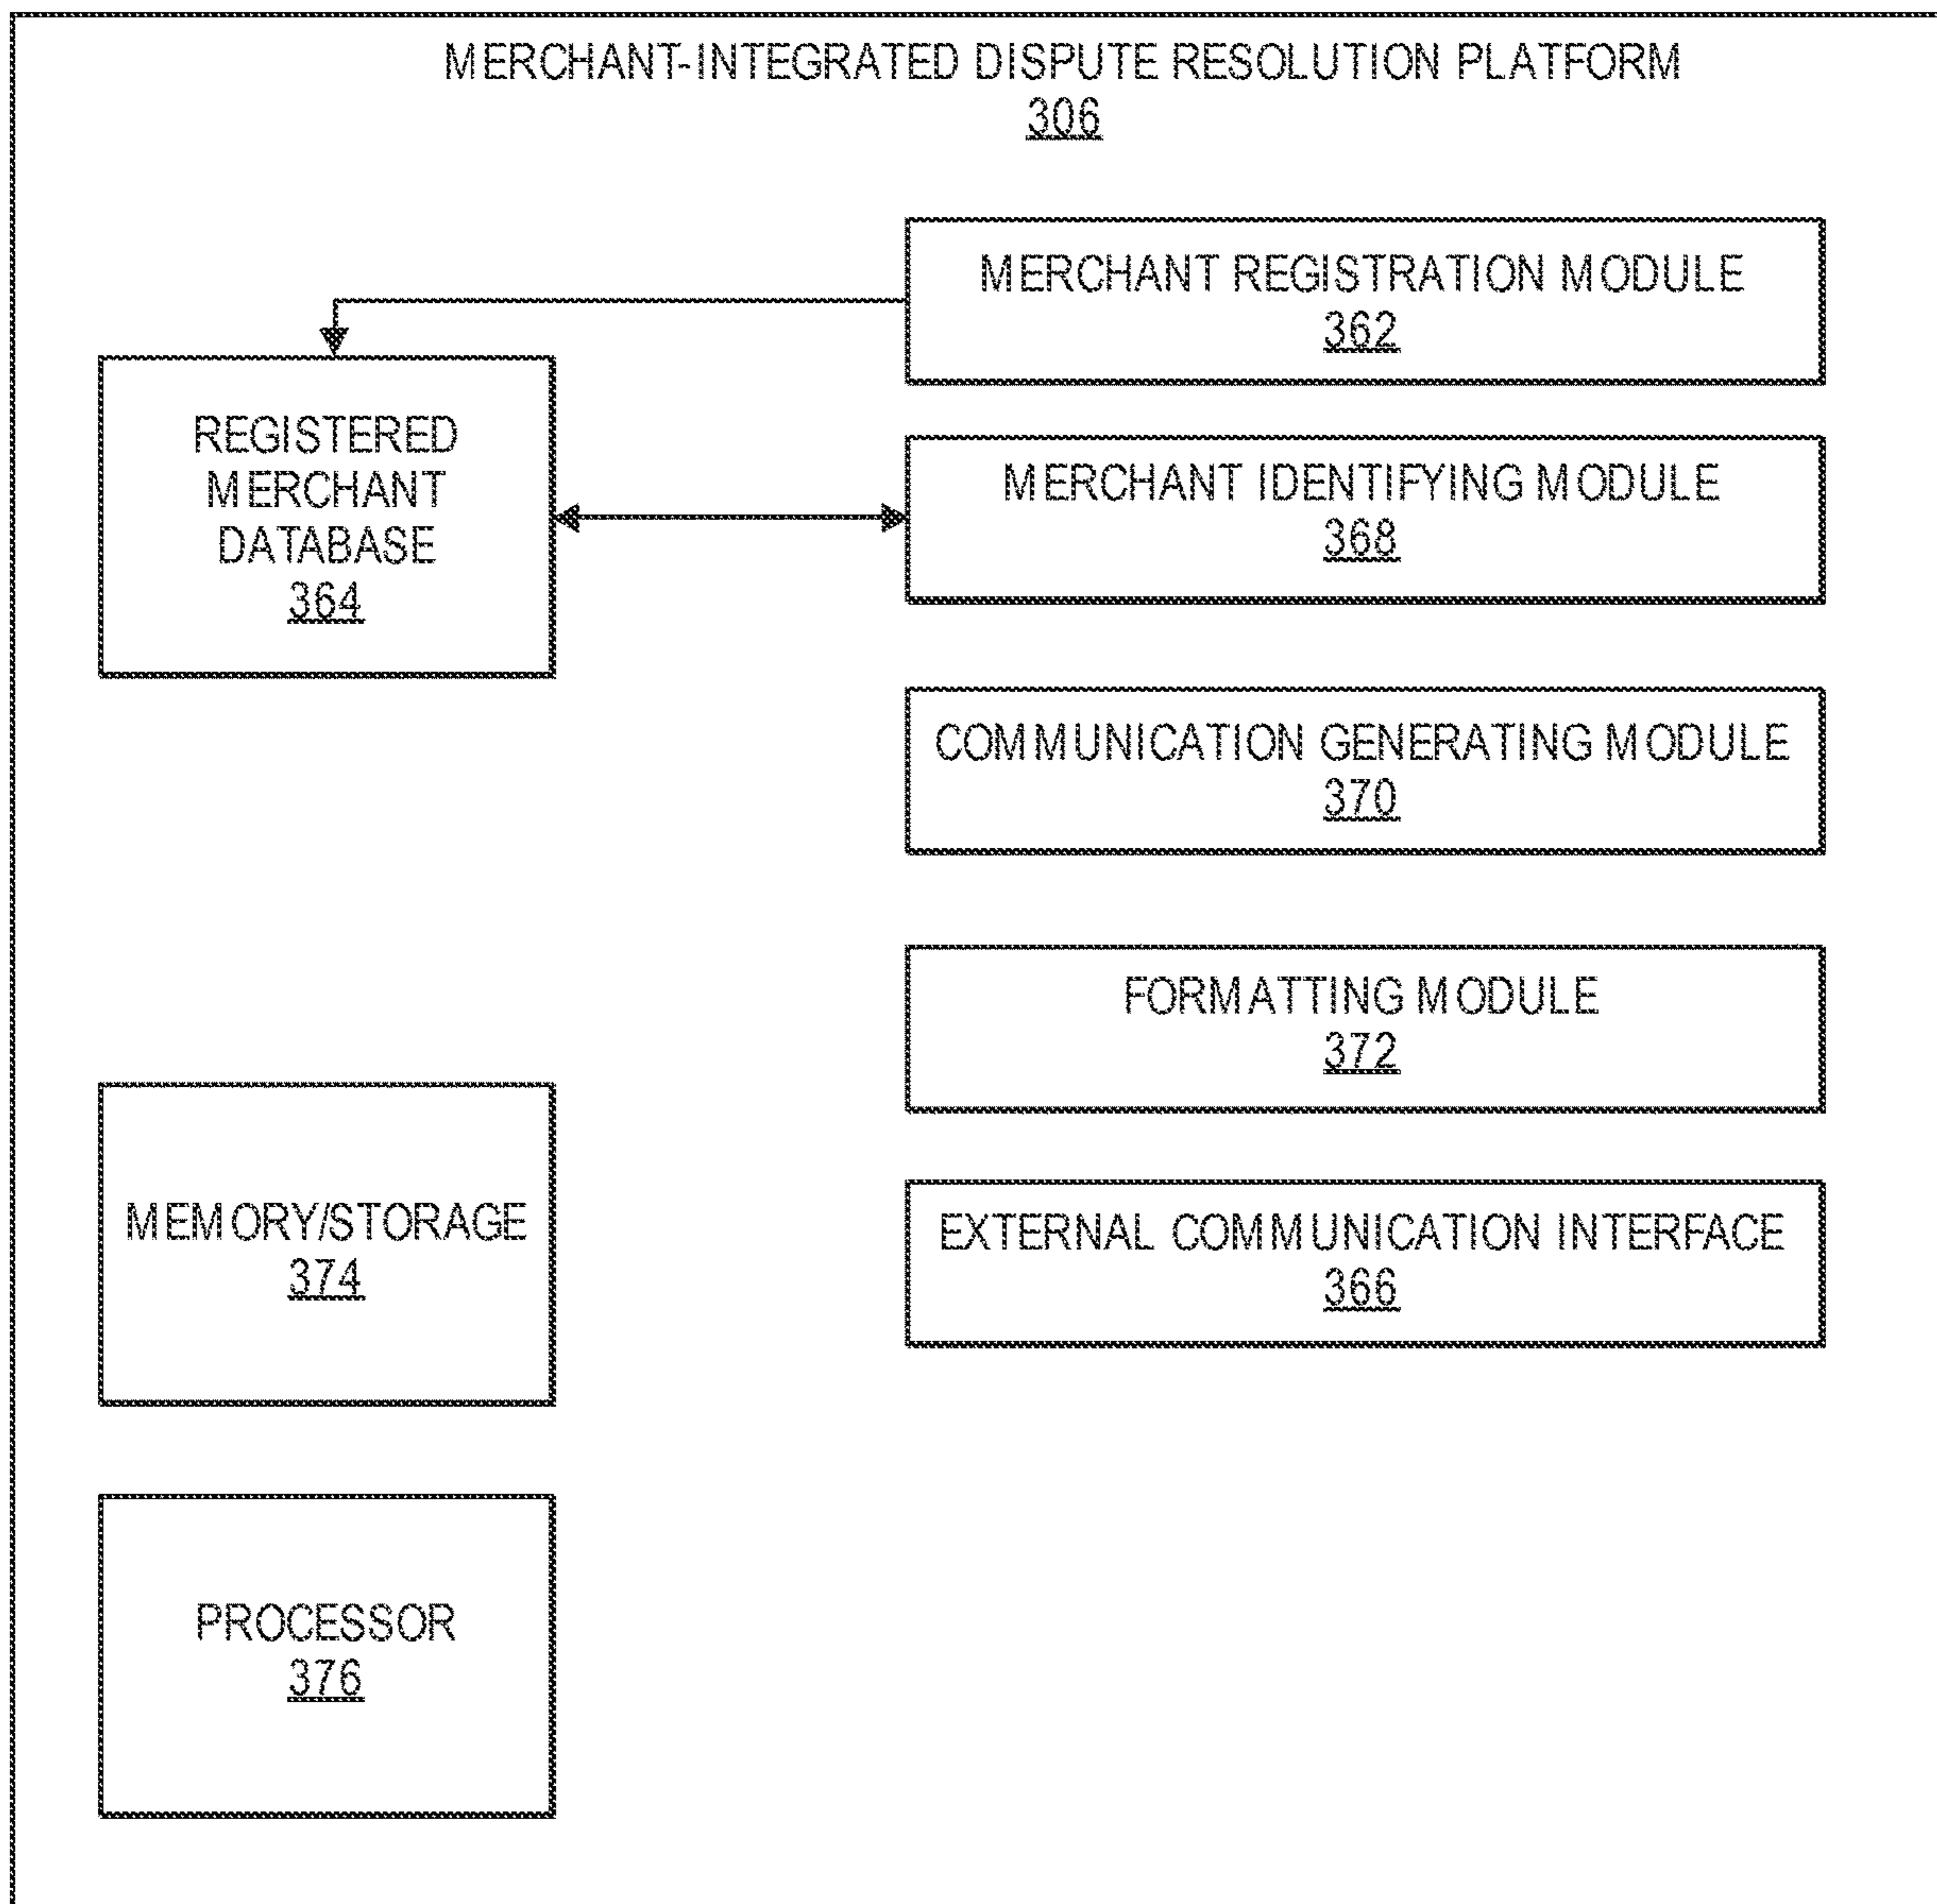 MERCHANT-INTEGRATED DISPUTE RESOLUTION PLATFORM
306
MERCHANT REGISTRATION MODULE
362
REGISTERED
MERCHANT
DATABASE
364
MERCHANT IDENTIFYING MODULE
368
COMMUNICATION GENERATING MODULE
370
FORMATTING MODULE
372
MEMORY/STORAGE
374
EXTERNAL COMMUNICATION INTERFACE
366
PROCESSOR
376